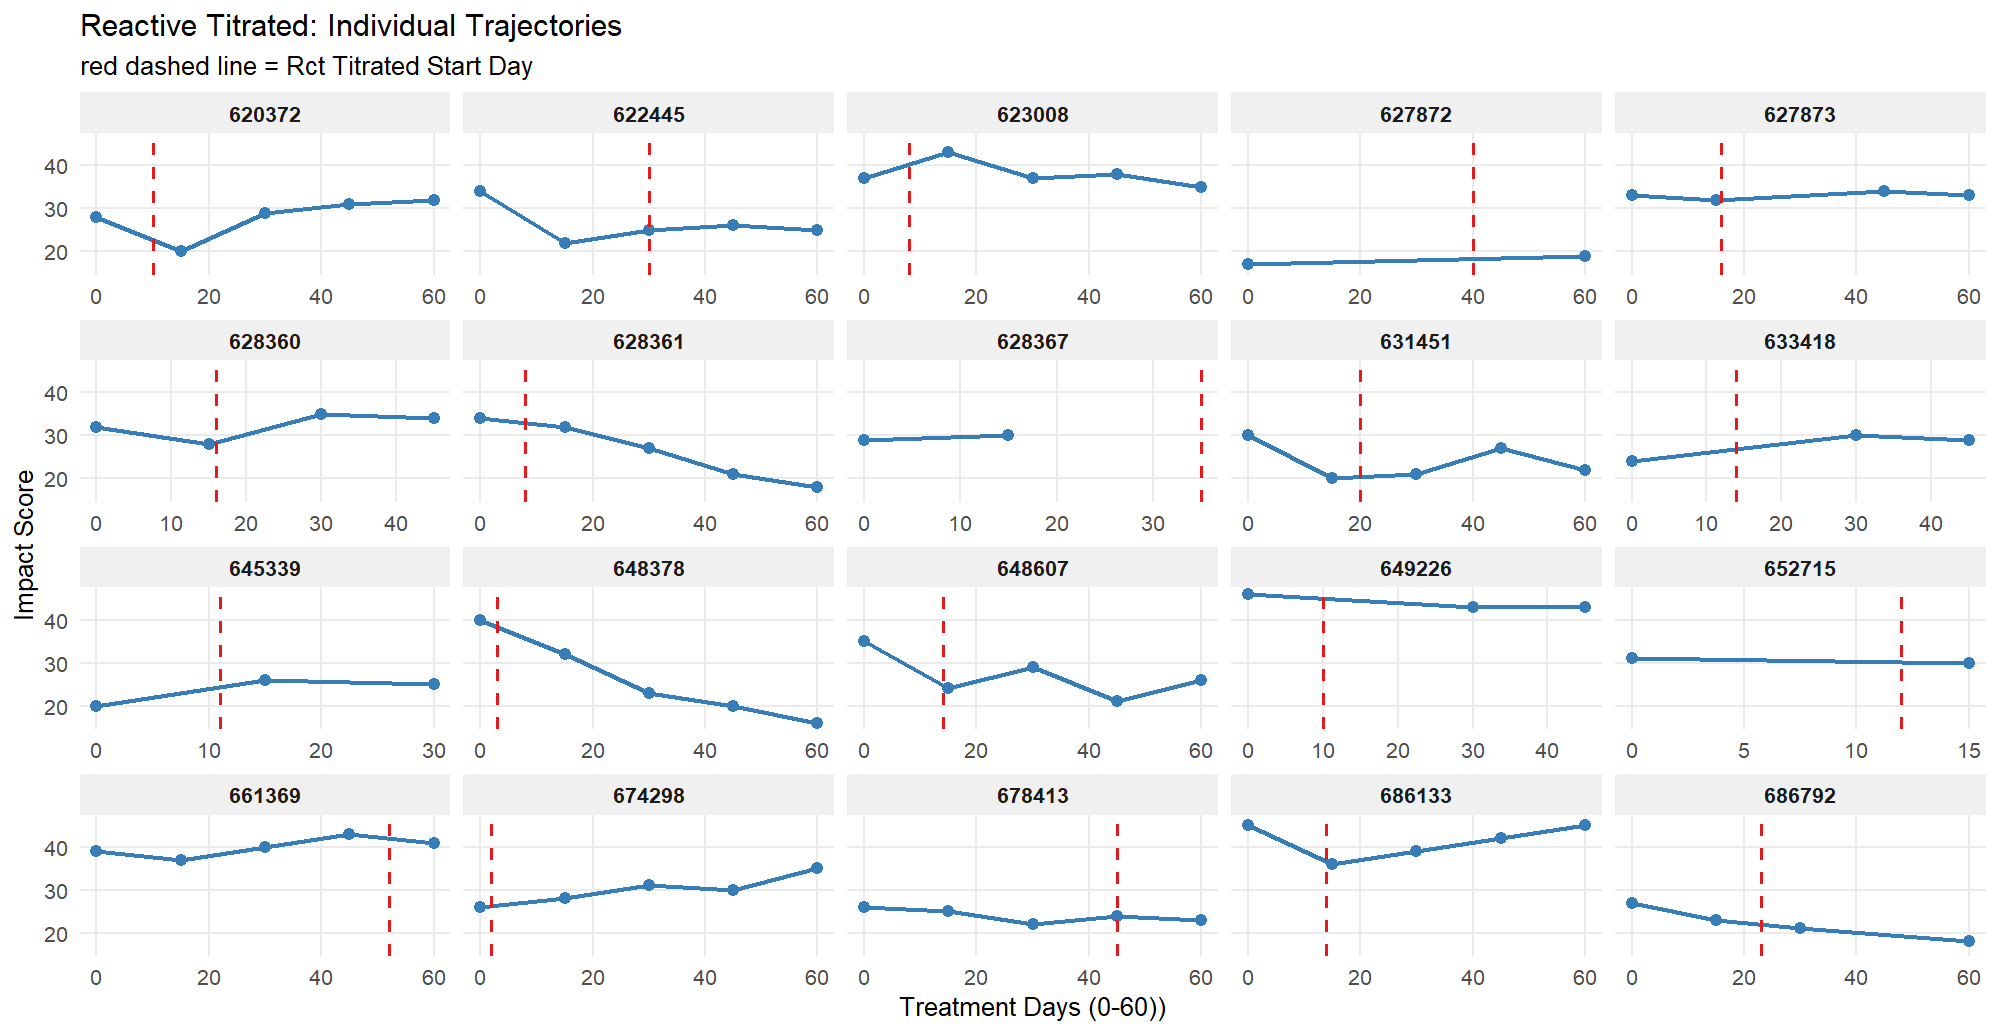 Reactive Titrated: Individual Trajectories
red dashed line = Rct Titrated Start Day
620372 622445 623008 627872 627873
40
30
20
0 20 40 60 0 20 40 60 0 20 40 60 0 20 40 60 0 20 40 60
628360 628361 628367 631451 633418
40
30
20
0 10 20 30 40 0 20 40 60 0 10 20 30 0 20 40 60 0 10 20 30 40
Impact Score
645339 648378 648607 649226 652715
40
30
20
0 10 20 30 0 20 40 60 0 20 40 60 0 10 20 30 40 0 5 10 15
661369 674298 678413 686133 686792
40
30
20
0 20 40 60 0 20 40 60 0 20 40 60 0 20 40 60 0 20 40 60
Treatment Days (0-60))